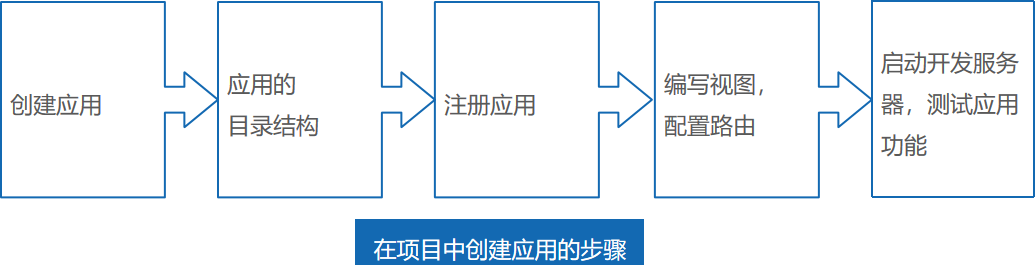 创建应用
应用的
目录结构
注册应用
编写视图，
配置路由
启动开发服务
器，测试应用
功能
在项目中创建应用的步骤